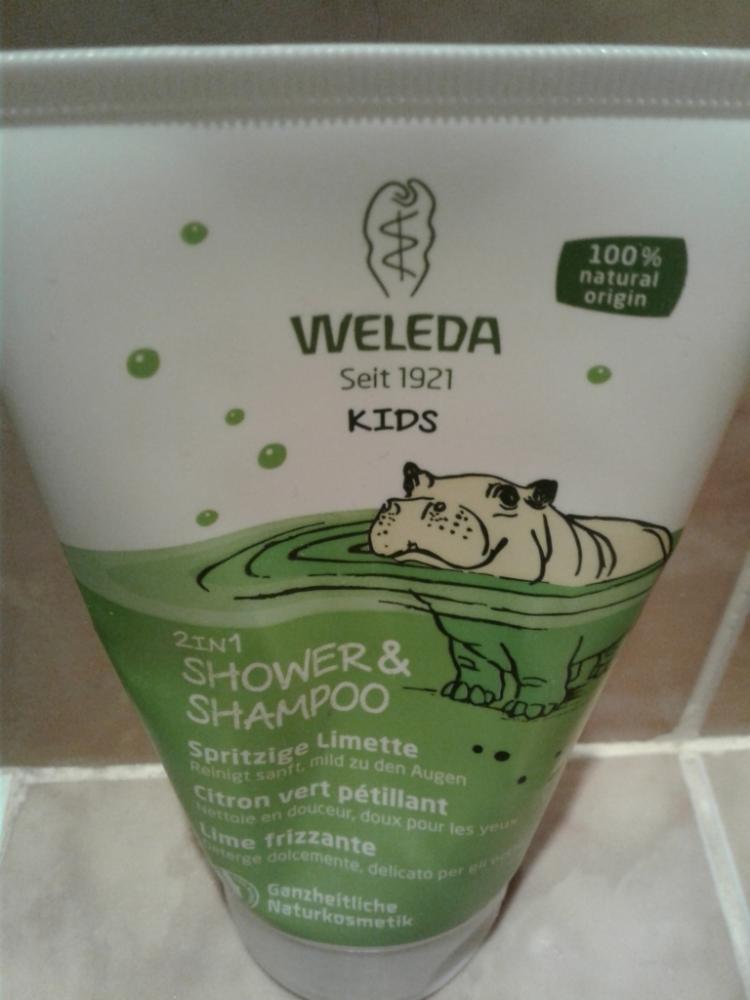 100%
natural
origin
WELEDA
Seit 1921
KIDS
2IN1
SHOWER &
SHAMPOO
Spritzige Limette
Reinigt sanft, mild zu den Augen
Citron vert pétillant
Nettoie en douceur, doux pour les yeux
Lime frizzante
deterge dolcemente, delicato per gli
Ganzheitliche
Naturkosmetik